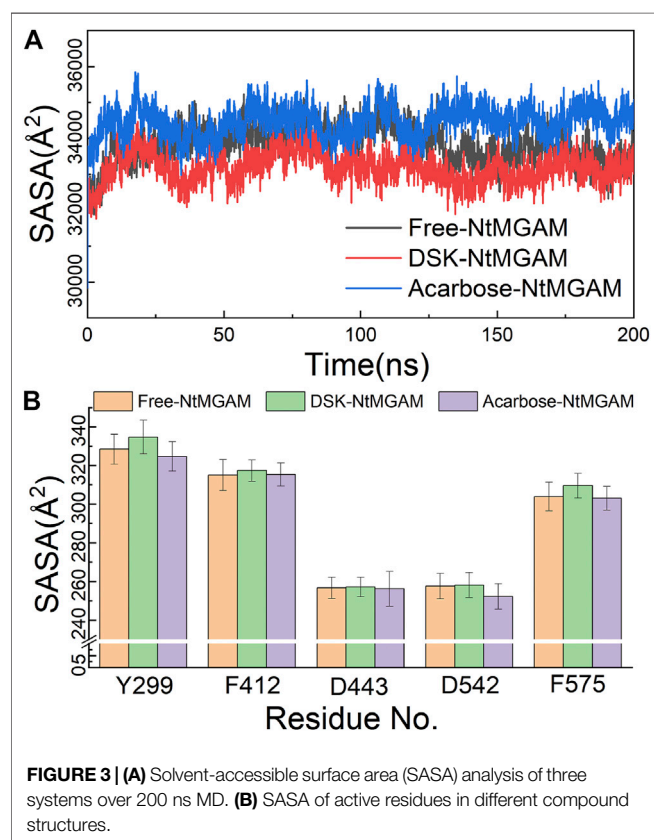 A
SASA(Å²)
36000
34000
32000
30000
Free-NtMGAM
DSK-NtMGAM
Acarbose-NtMGAM
0 50 100 150 200
Time(ns)
B
Free-NtMGAM DSK-NtMGAM Acarbose-NtMGAM
SASA(Å²)
340
320
300
280
260
240
05
Y299 F412 D443 D542 F575
Residue No.
FIGURE 3 | (A) Solvent-accessible surface area (SASA) analysis of three
systems over 200 ns MD. (B) SASA of active residues in different compound
structures.